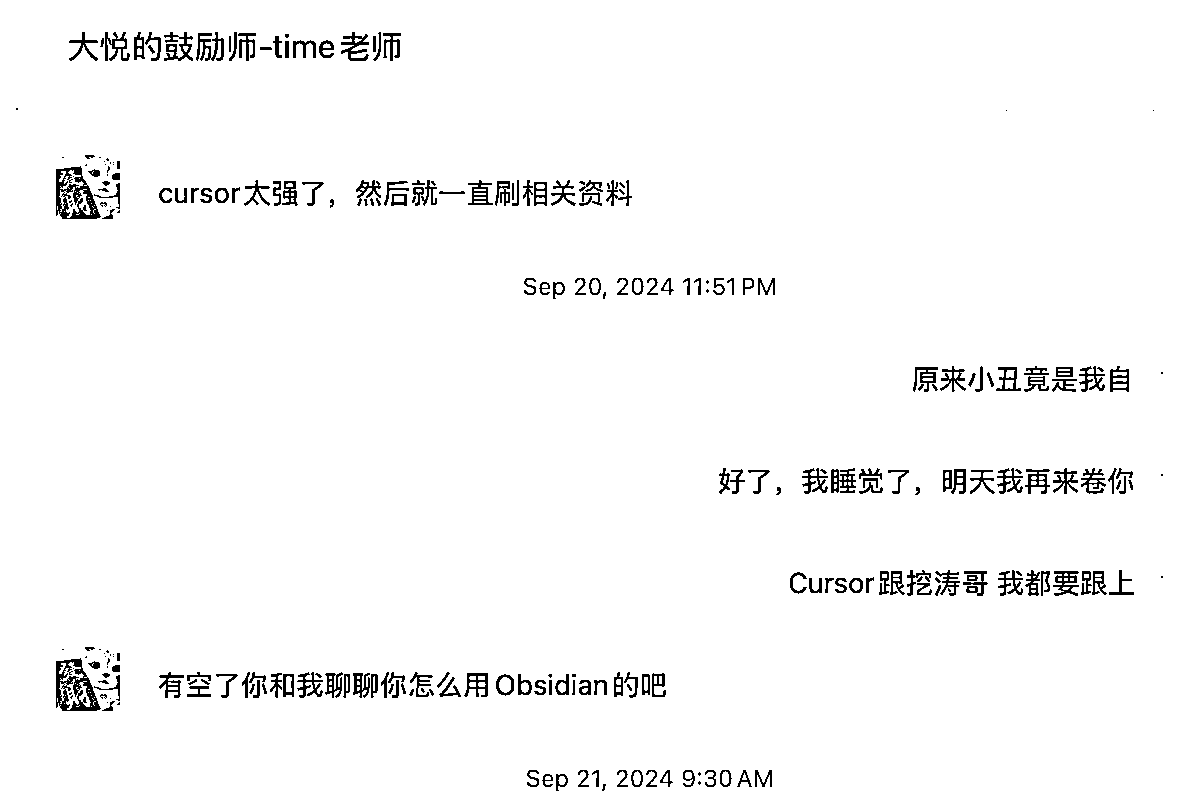 大悦的鼓励师-time老师
cursor太强了，然后就一直刷相关资料
Sep 20, 2024 11:51 PM
原来小丑竟是我自
好了，我睡觉了，明天我再来卷你
Cursor跟挖涛哥 我都要跟上
有空了你和我聊聊你怎么用Obsidian的吧
Sep 21, 2024 9:30 AM